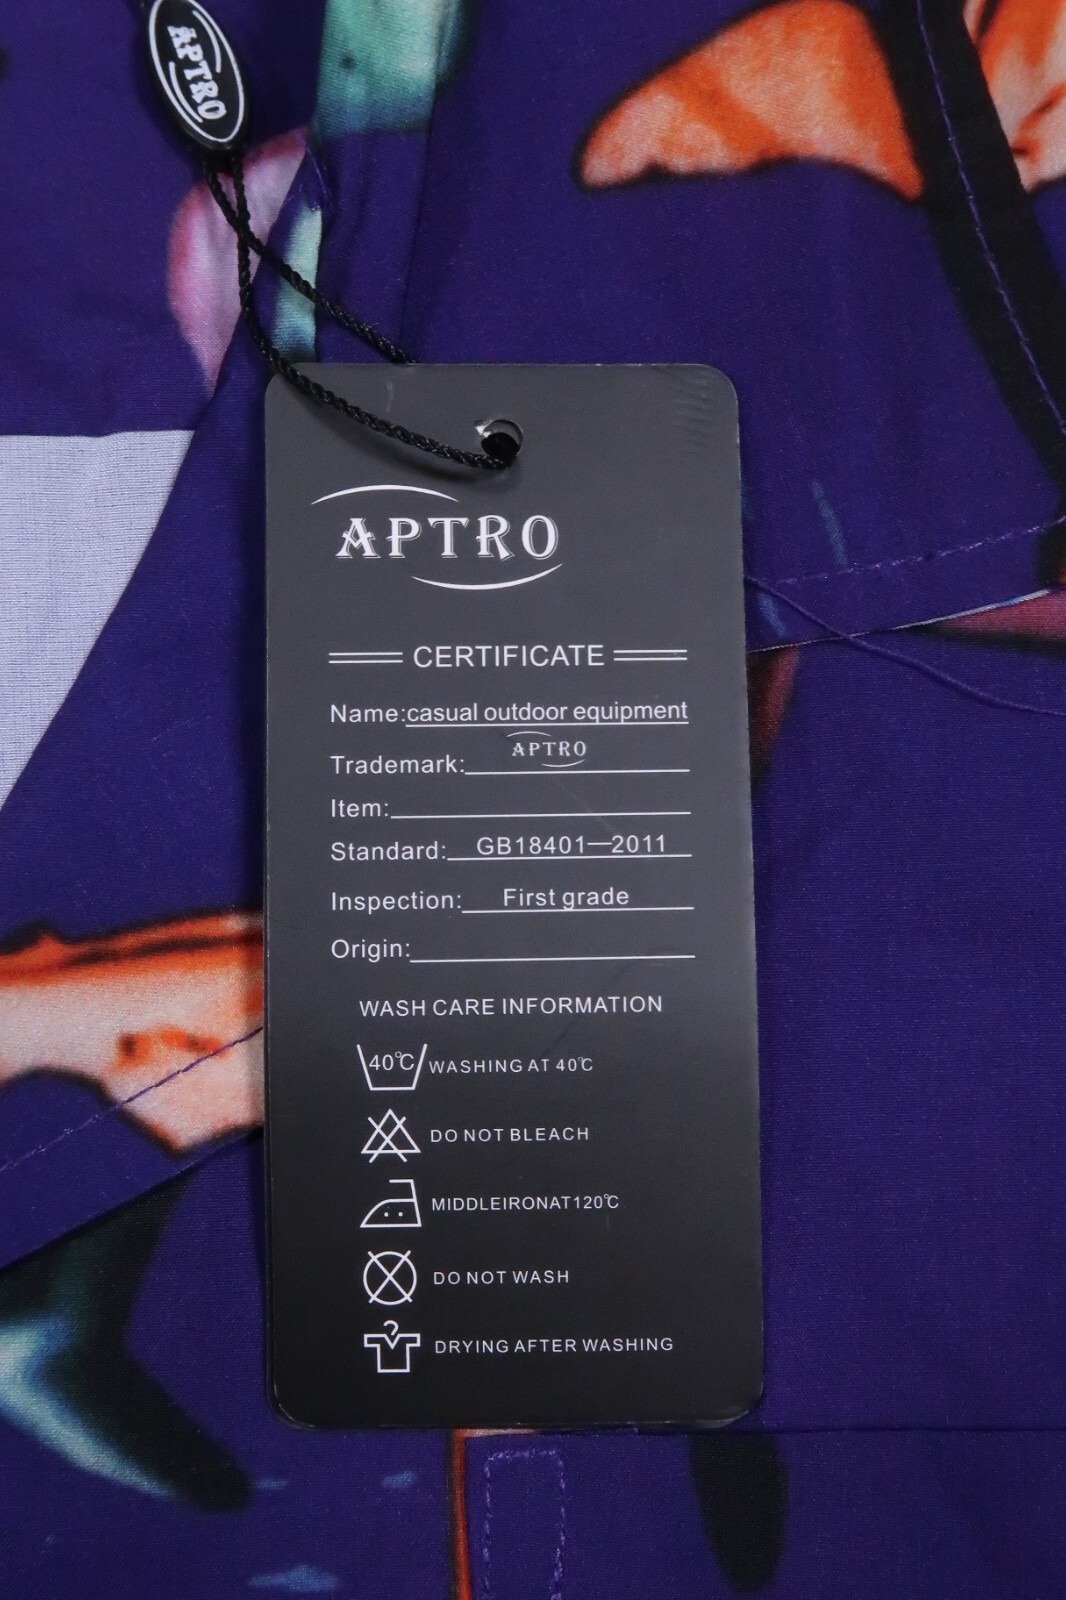 APTRO
APTRO
CERTIFICATE
Name:casual outdoor equipment
Trademark: APTRO
Item:
Standard: GB18401—2011
Inspection: First grade
Origin:
WASH CARE INFORMATION
40℃ WASHING AT 40℃
DO NOT BLEACH
MIDDLEIRONAT120℃
DO NOT WASH
DRYING AFTER WASHING